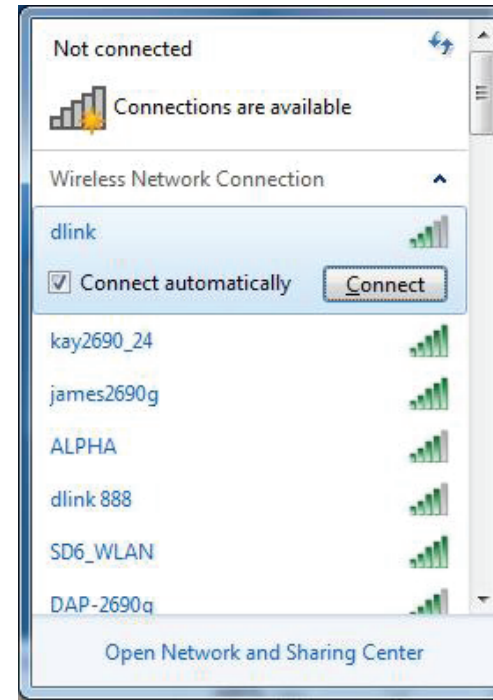 Not connected
Connections are available
Wireless Network Connection
dlink
Connect automatically Connect
kay2690_24
james2690g
ALPHA
dlink 888
SD6_WLAN
DAP-2690g
Open Network and Sharing Center